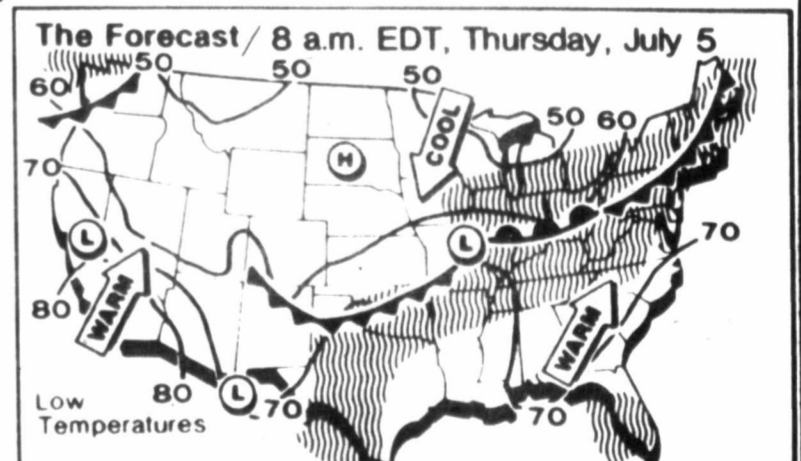 The Forecast / 8 a.m. EDT, Thursday, July 5
50
50
50
60
COOL
50
60
H
70
L
L
70
80
WARM
WARM
80
L
70
70
Low
Temperatures